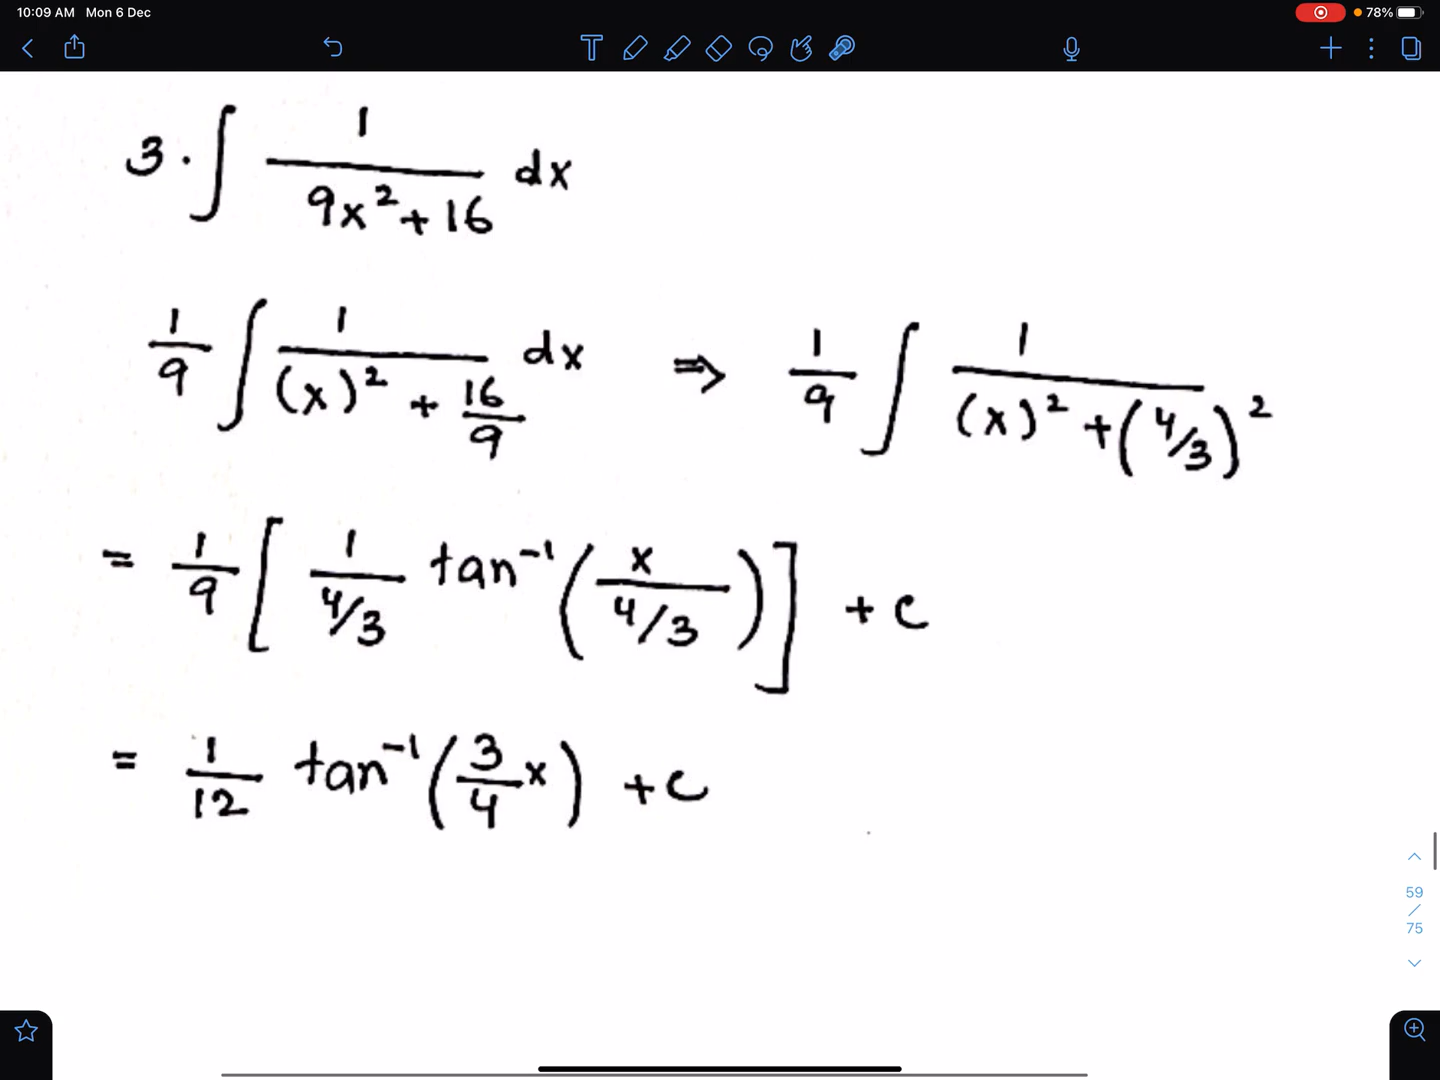 10:09 AM Mon 6 Dec 78%
T
3 · ∫ 1/(9x² + 16) dx
1/9 ∫ 1/((x)² + 16/9) dx ⇒ 1/9 ∫ 1/((x)² + (4/3)²)
= 1/9 [ 1/(4/3) tan⁻¹ ( x/(4/3) ) ] + c
= 1/12 tan⁻¹ ( 3/4 x ) + c
59
/
75